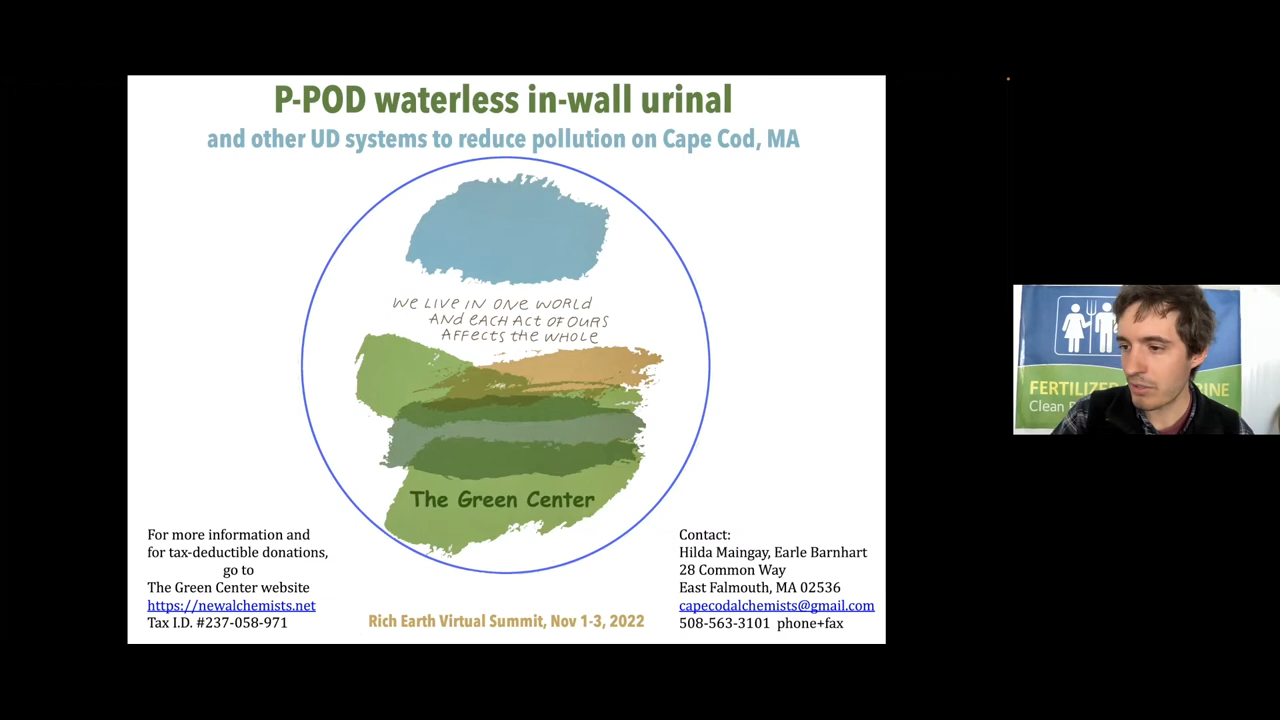 P-POD waterless in-wall urinal
and other UD systems to reduce pollution on Cape Cod, MA
WE LIVE IN ONE WORLD
AND EACH ACT OF OURS
AFFECTS THE WHOLE
The Green Center
For more information and
for tax-deductible donations,
go to
The Green Center website
https://newalchemists.net
Tax I.D. #237-058-971
Rich Earth Virtual Summit, Nov 1-3, 2022
Contact:
Hilda Maingay, Earle Barnhart
28 Common Way
East Falmouth, MA 02536
capecodalchemists@gmail.com
508-563-3101 phone+fax
FERTILIZER
Clean